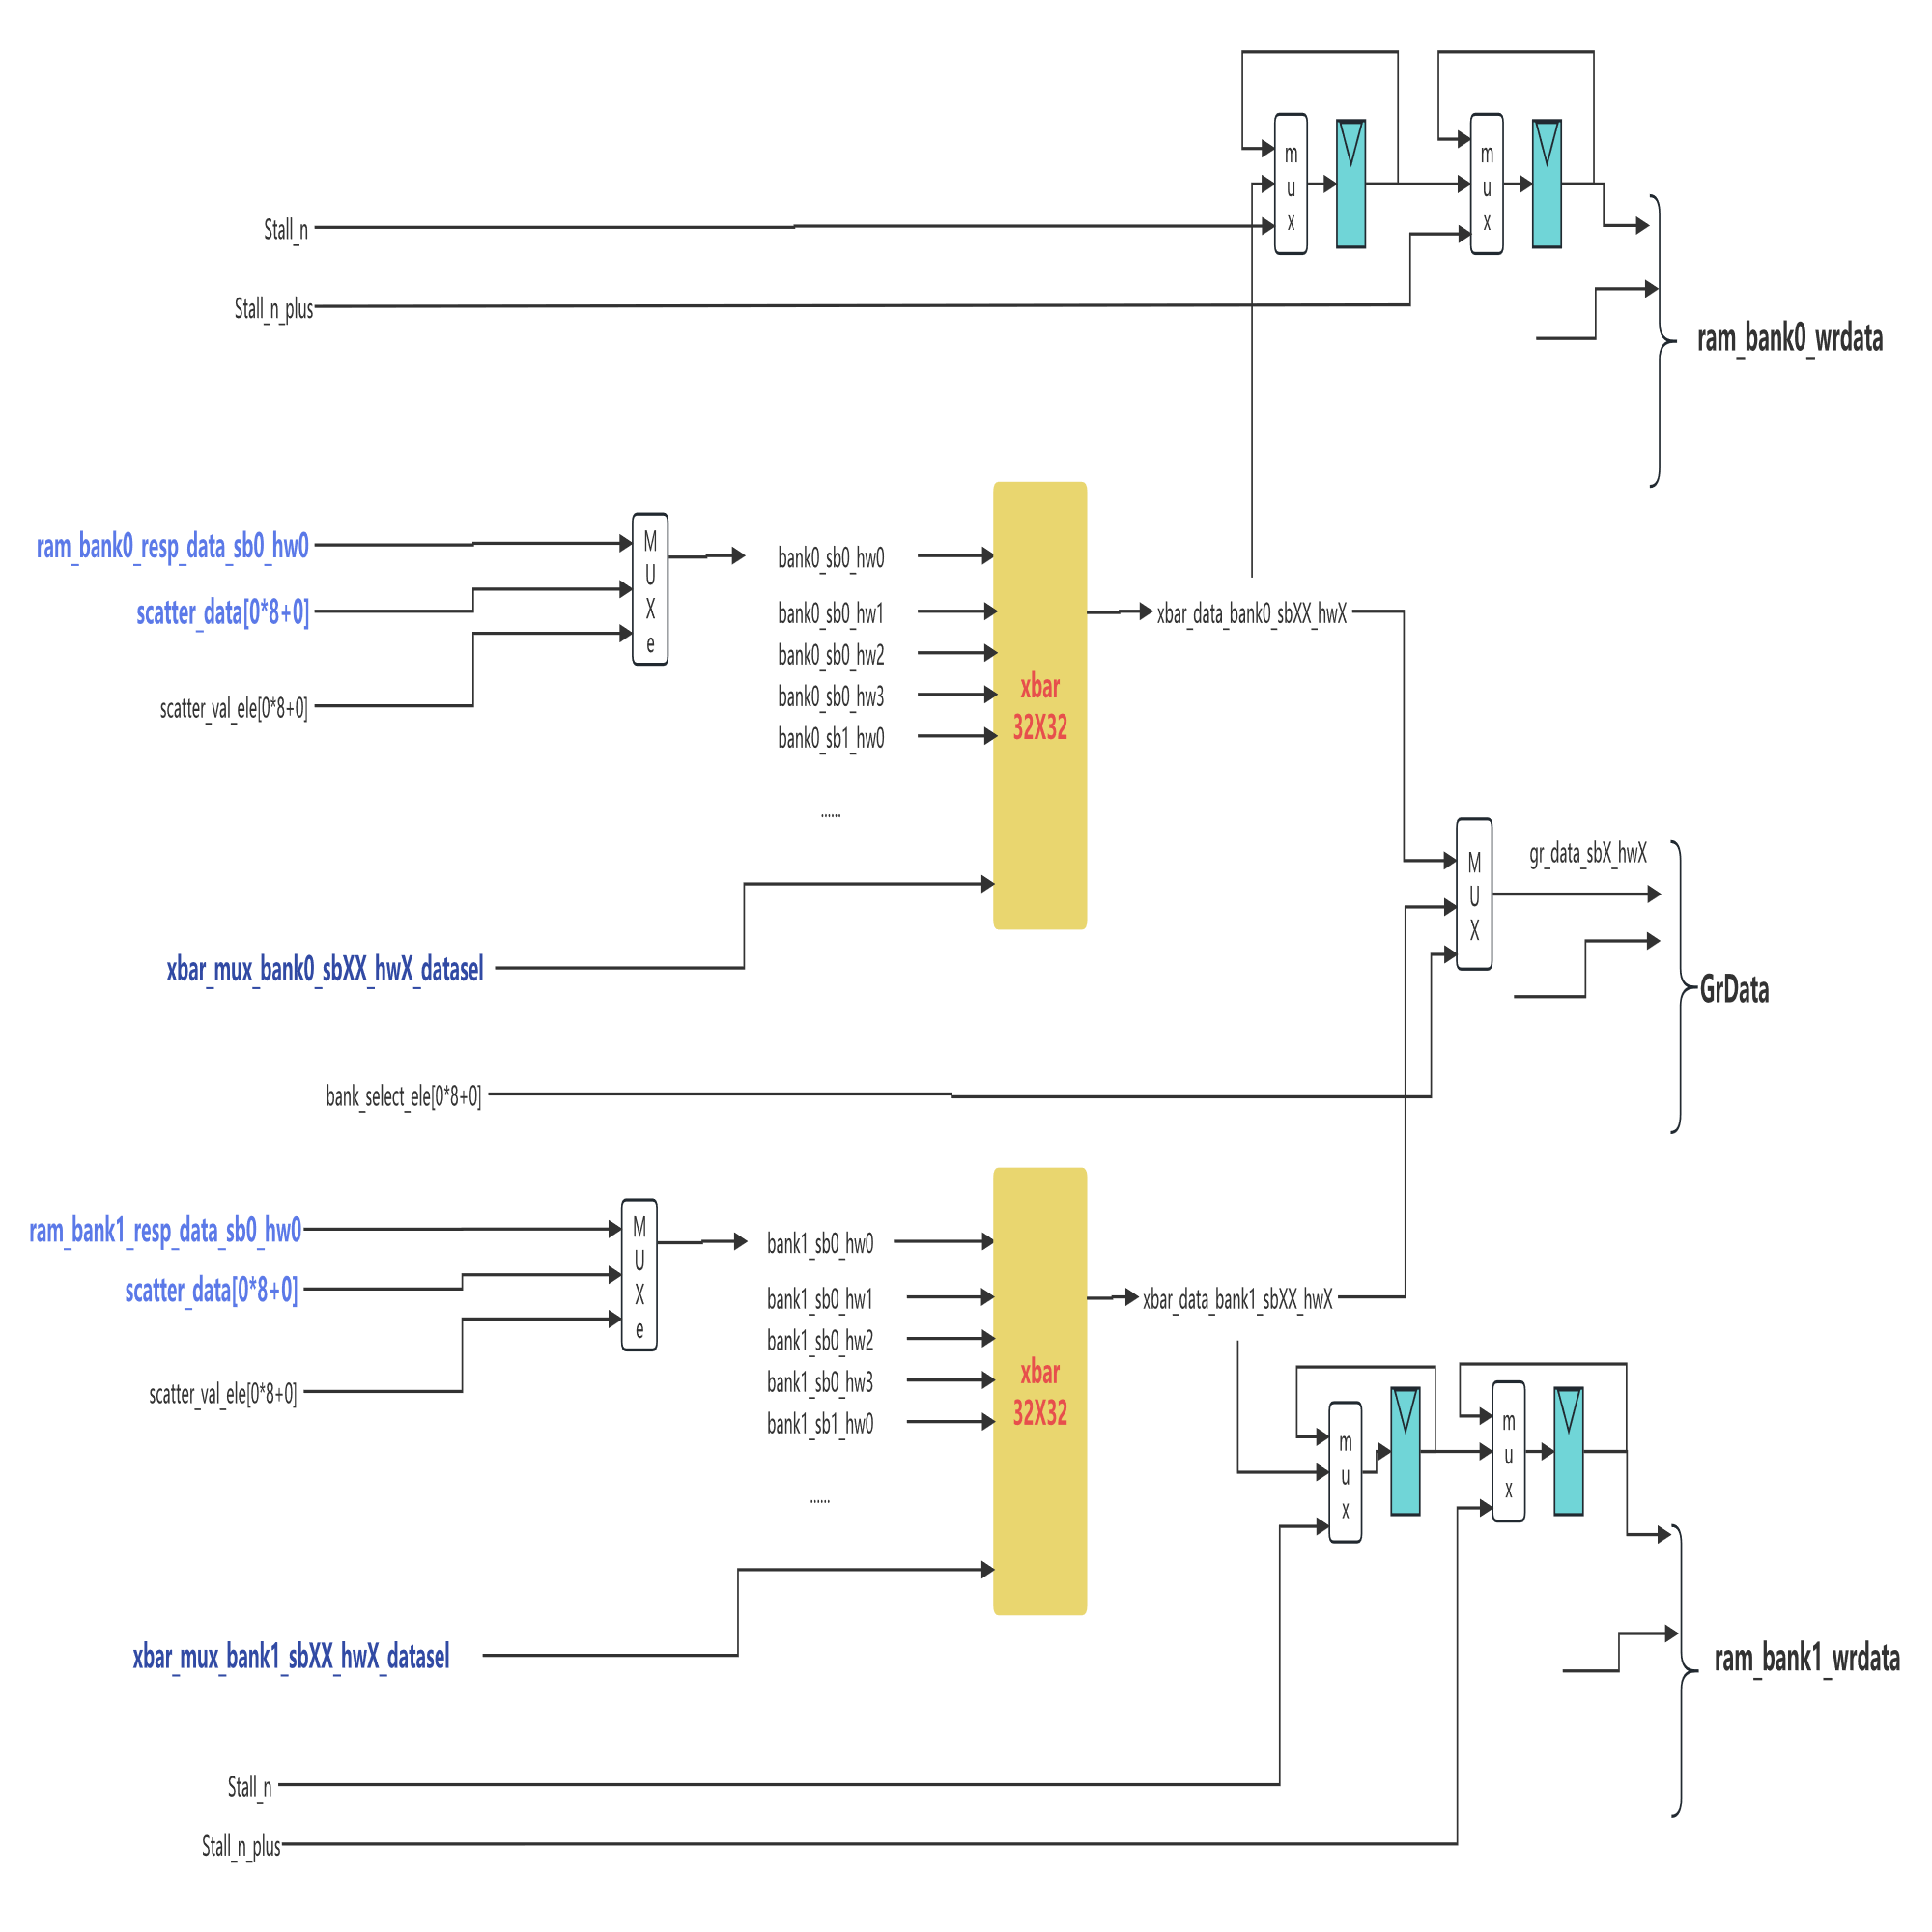 m
u
x
m
u
x
Stall_n
Stall_n_plus
ram_bank0_wrdata
ram_bank0_resp_data_sb0_hw0
scatter_data[0*8+0]
scatter_val_ele[0*8+0]
M
U
X
e
bank0_sb0_hw0
bank0_sb0_hw1
bank0_sb0_hw2
bank0_sb0_hw3
bank0_sb1_hw0
......
xbar
32X32
xbar_data_bank0_sbXX_hwX
xbar_mux_bank0_sbXX_hwX_datasel
M
U
X
gr_data_sbX_hwX
GrData
bank_select_ele[0*8+0]
ram_bank1_resp_data_sb0_hw0
scatter_data[0*8+0]
scatter_val_ele[0*8+0]
M
U
X
e
bank1_sb0_hw0
bank1_sb0_hw1
bank1_sb0_hw2
bank1_sb0_hw3
bank1_sb1_hw0
......
xbar
32X32
xbar_data_bank1_sbXX_hwX
m
u
x
m
u
x
xbar_mux_bank1_sbXX_hwX_datasel
ram_bank1_wrdata
Stall_n
Stall_n_plus